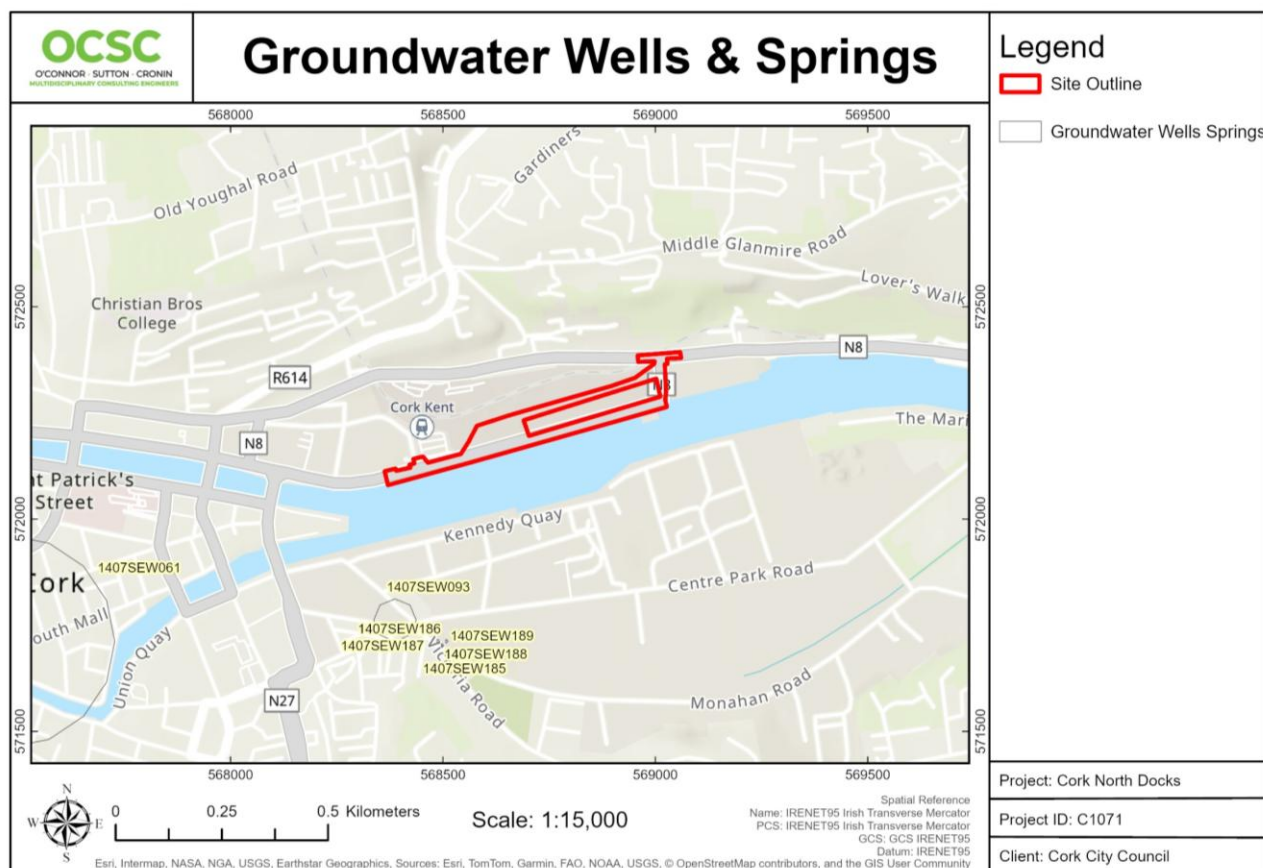 OCSC
O'CONNOR · SUTTON · CRONIN
MULTIDISCIPLINARY CONSULTING ENGINEERS
Groundwater Wells & Springs
Legend
Site Outline
Groundwater Wells Springs
568000
568500
569000
569500
572500
572000
571500
572500
572000
571500
Old Youghal Road
Gardiners
Middle Glanmire Road
Lover's Walk
Christian Bros
College
R614
N8
N8
N8
Cork Kent
The Mari
nt Patrick's
Street
Kennedy Quay
Centre Park Road
1407SEW061
Cork
1407SEW093
outh Mall
1407SEW186
1407SEW189
1407SEW187
1407SEW188
1407SEW185
Union Quay
Victoria Road
Monahan Road
N27
568000
568500
569000
569500
N
W
E
S
0
0.25
0.5 Kilometers
Scale: 1:15,000
Spatial Reference
Name: IRENET95 Irish Transverse Mercator
PCS: IRENET95 Irish Transverse Mercator
GCS: GCS IRENET95
Datum: IRENET95
Esri, Intermap, NASA, NGA, USGS, Earthstar Geographics, Sources: Esri, TomTom, Garmin, FAO, NOAA, USGS, © OpenStreetMap contributors, and the GIS User Community
Project: Cork North Docks
Project ID: C1071
Client: Cork City Council